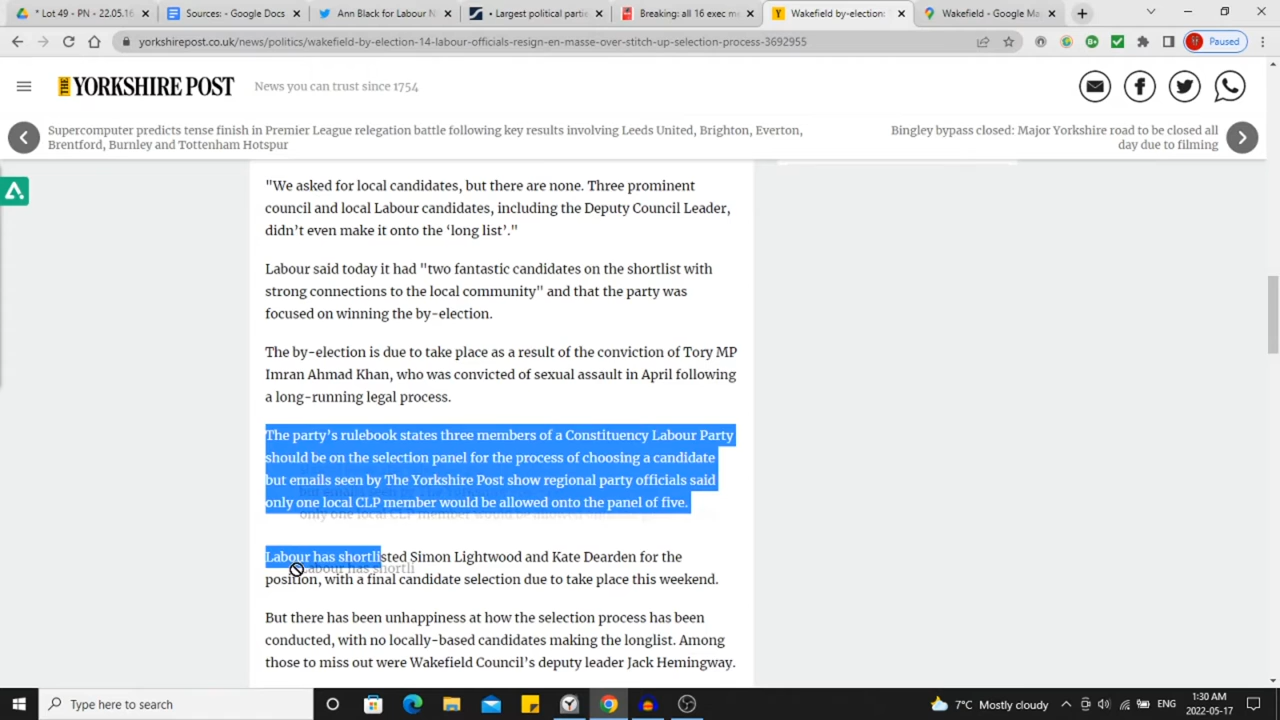 *Lot 49 - PN - 22.05.16
Sources: - Google Docs
Ann Black for Labour N
• Largest political partie
Breaking: all 16 exec me
Wakefield by-election:
Wakefield - Google Ma
yorkshirepost.co.uk/news/politics/wakefield-by-election-14-labour-officials-resign-en-masse-over-stitch-up-selection-process-3692955
Paused
THE YORKSHIRE POST
News you can trust since 1754
Supercomputer predicts tense finish in Premier League relegation battle following key results involving Leeds United, Brighton, Everton,
Brentford, Burnley and Tottenham Hotspur
Bingley bypass closed: Major Yorkshire road to be closed all
day due to filming
"We asked for local candidates, but there are none. Three prominent
council and local Labour candidates, including the Deputy Council Leader,
didn’t even make it onto the ‘long list’."
Labour said today it had "two fantastic candidates on the shortlist with
strong connections to the local community" and that the party was
focused on winning the by-election.
The by-election is due to take place as a result of the conviction of Tory MP
Imran Ahmad Khan, who was convicted of sexual assault in April following
a long-running legal process.
The party’s rulebook states three members of a Constituency Labour Party
should be on the selection panel for the process of choosing a candidate
but emails seen by The Yorkshire Post show regional party officials said
only one local CLP member would be allowed onto the panel of five.
Labour has shortlisted Simon Lightwood and Kate Dearden for the
Labour has shortli
position, with a final candidate selection due to take place this weekend.
But there has been unhappiness at how the selection process has been
conducted, with no locally-based candidates making the longlist. Among
those to miss out were Wakefield Council’s deputy leader Jack Hemingway.
Type here to search
7°C Mostly cloudy
ENG
1:30 AM
2022-05-17